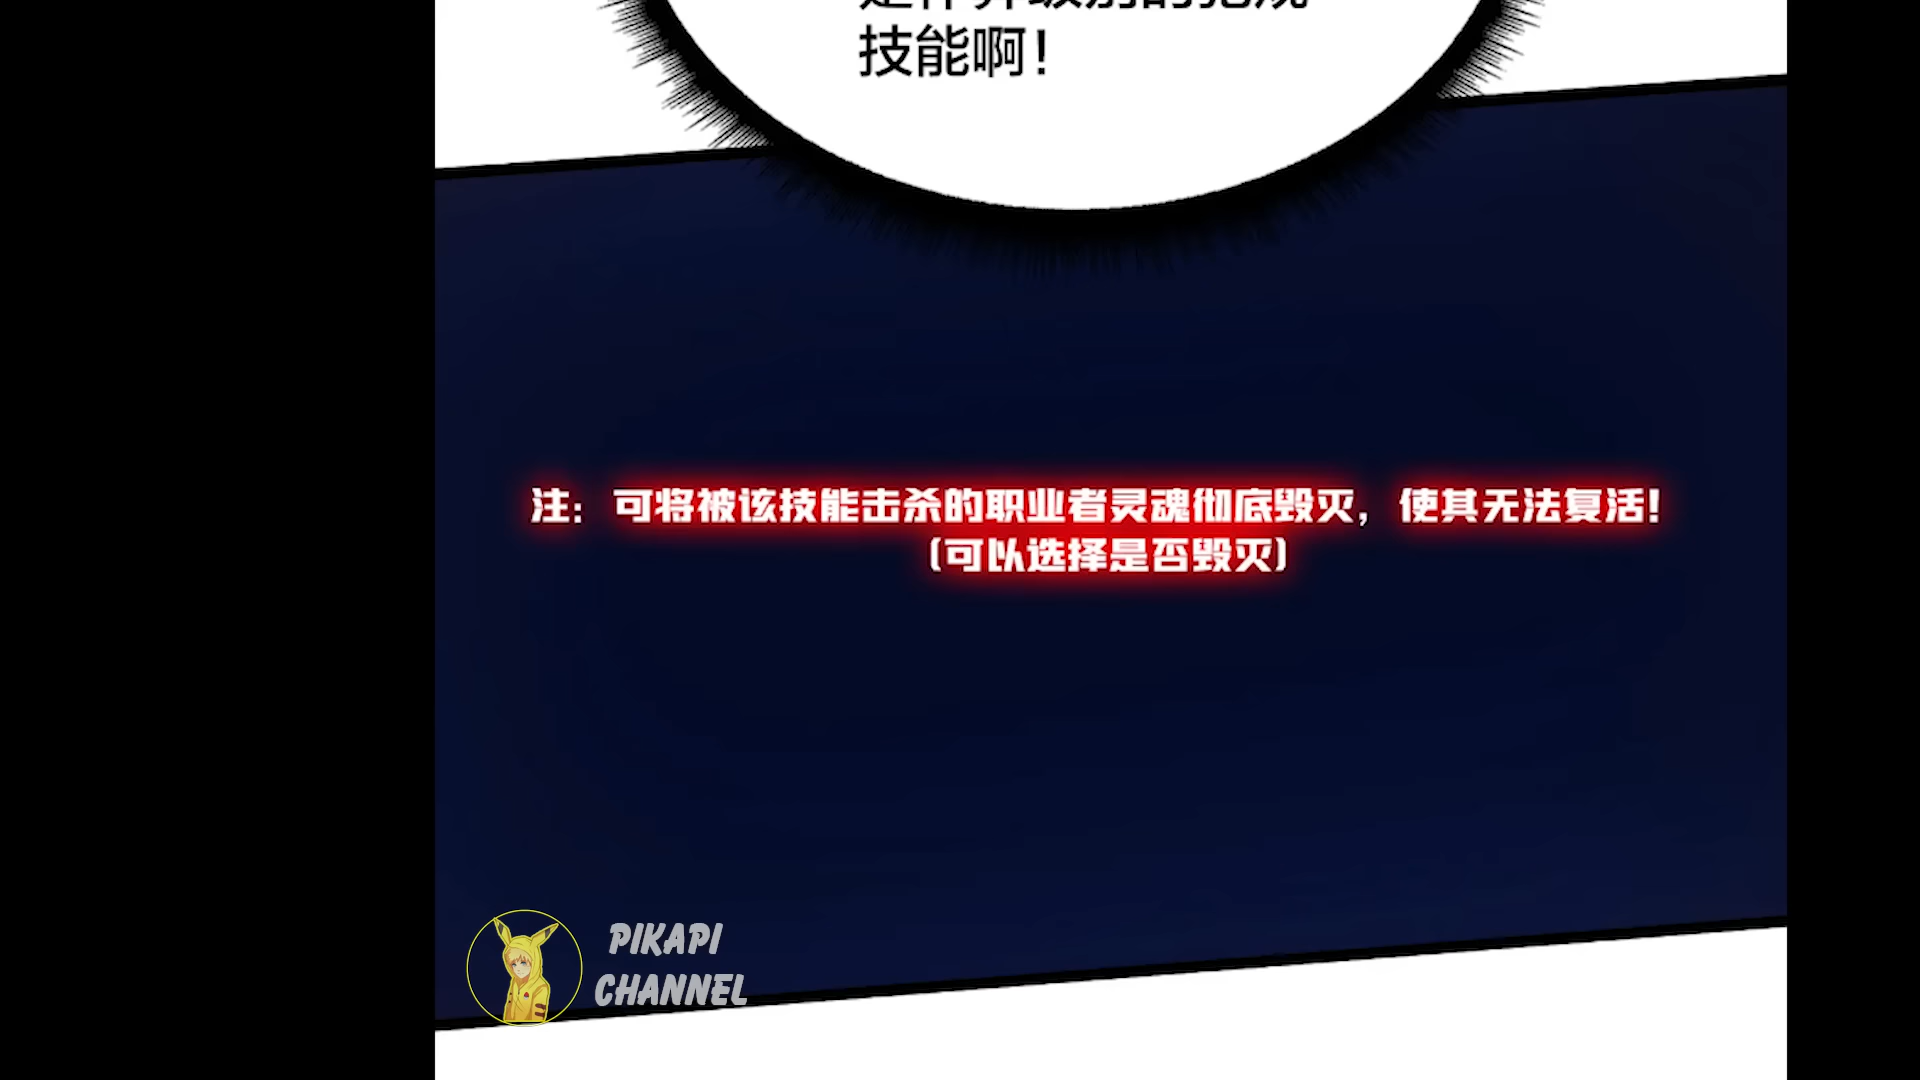 技能啊！
注：可将被该技能击杀的职业者灵魂彻底毁灭，使其无法复活！
(可以选择是否毁灭)
PIKAPI
CHANNEL